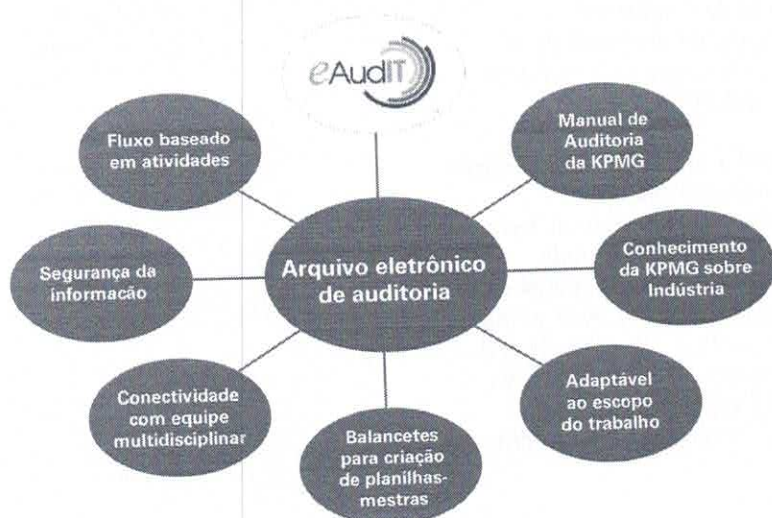 eAudIT
Fluxo baseado
em atividades
Manual de
Auditoria
da KPMG
Segurança da
informacão
Arquivo eletrônico
de auditoria
Conhecimento
da KPMG sobre
Indústria
Conectividade
com equipe
multidisciplinar
Balancetes
para criação
de planilhas-
mestras
Adaptável
ao escopo
do trabalho